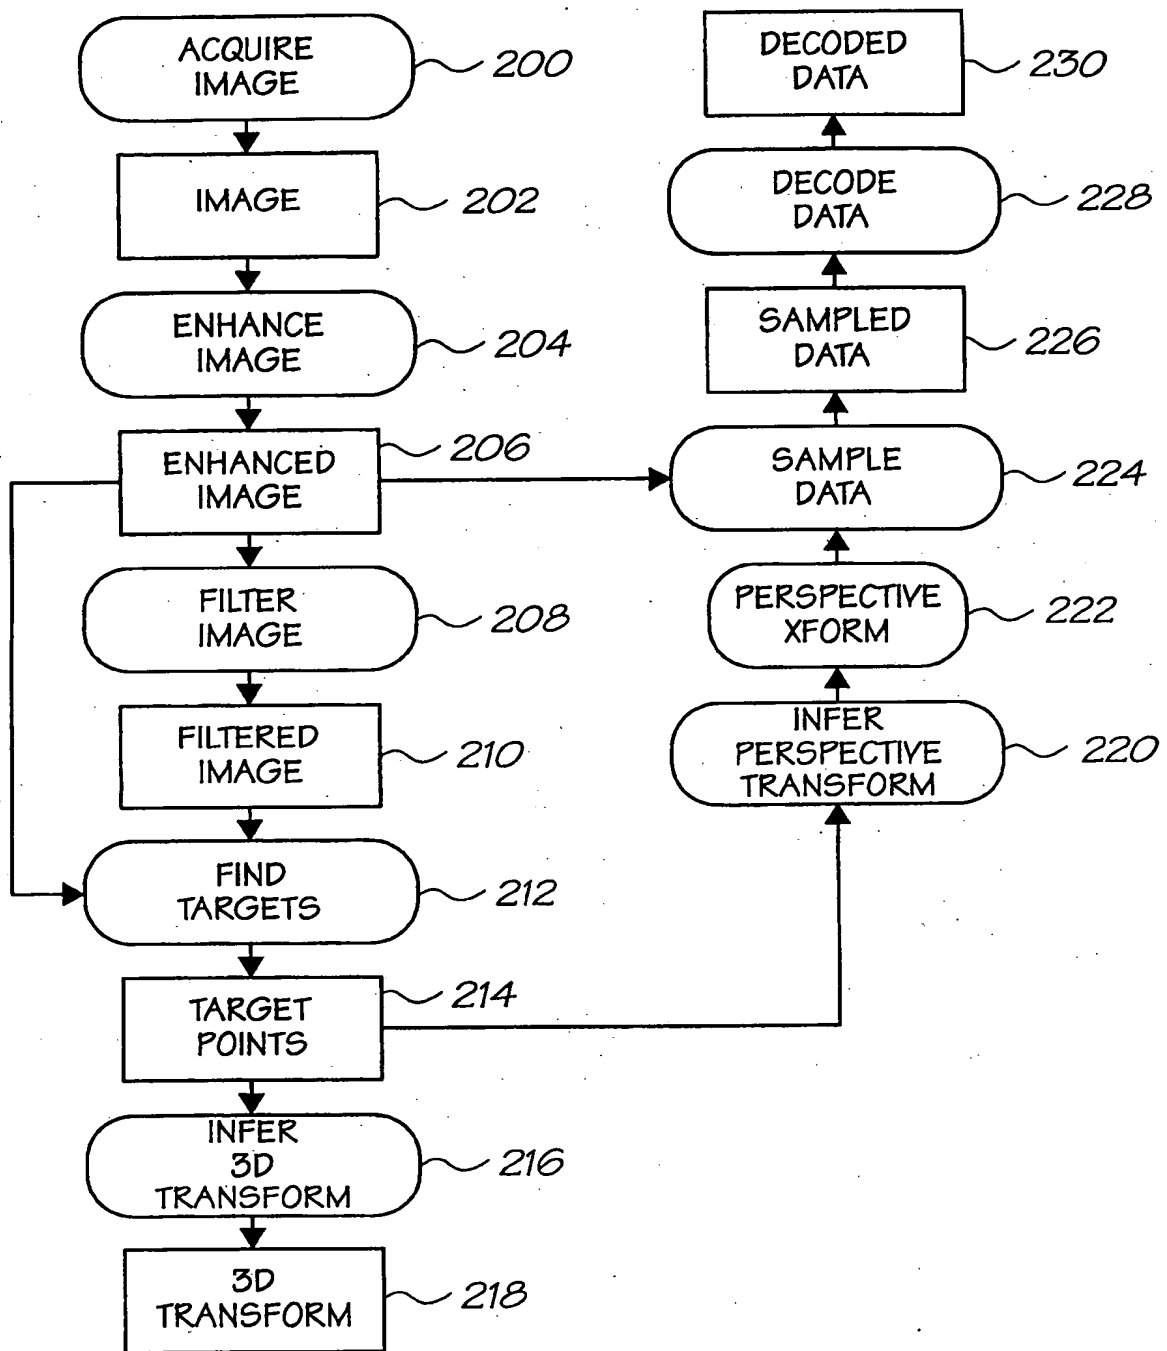 ACQUIRE
IMAGE
200
IMAGE
202
ENHANCE
IMAGE
204
ENHANCED
IMAGE
206
FILTER
IMAGE
208
FILTERED
IMAGE
210
FIND
TARGETS
212
TARGET
POINTS
214
INFER
3D
TRANSFORM
216
3D
TRANSFORM
218
DECODED
DATA
230
DECODE
DATA
228
SAMPLED
DATA
226
SAMPLE
DATA
224
PERSPECTIVE
XFORM
222
INFER
PERSPECTIVE
TRANSFORM
220